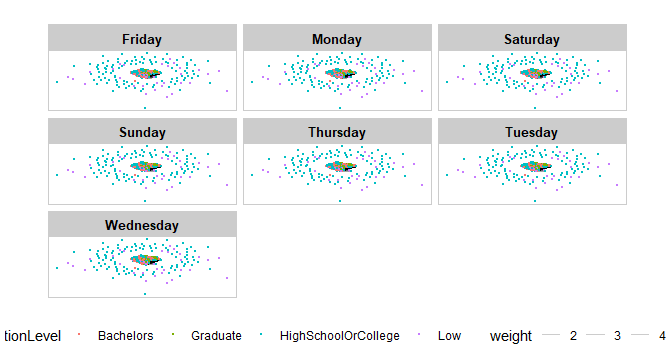 Friday Monday Saturday
Sunday Thursday Tuesday
Wednesday
tionLevel Bachelors Graduate HighSchoolOrCollege Low weight 2 3 4